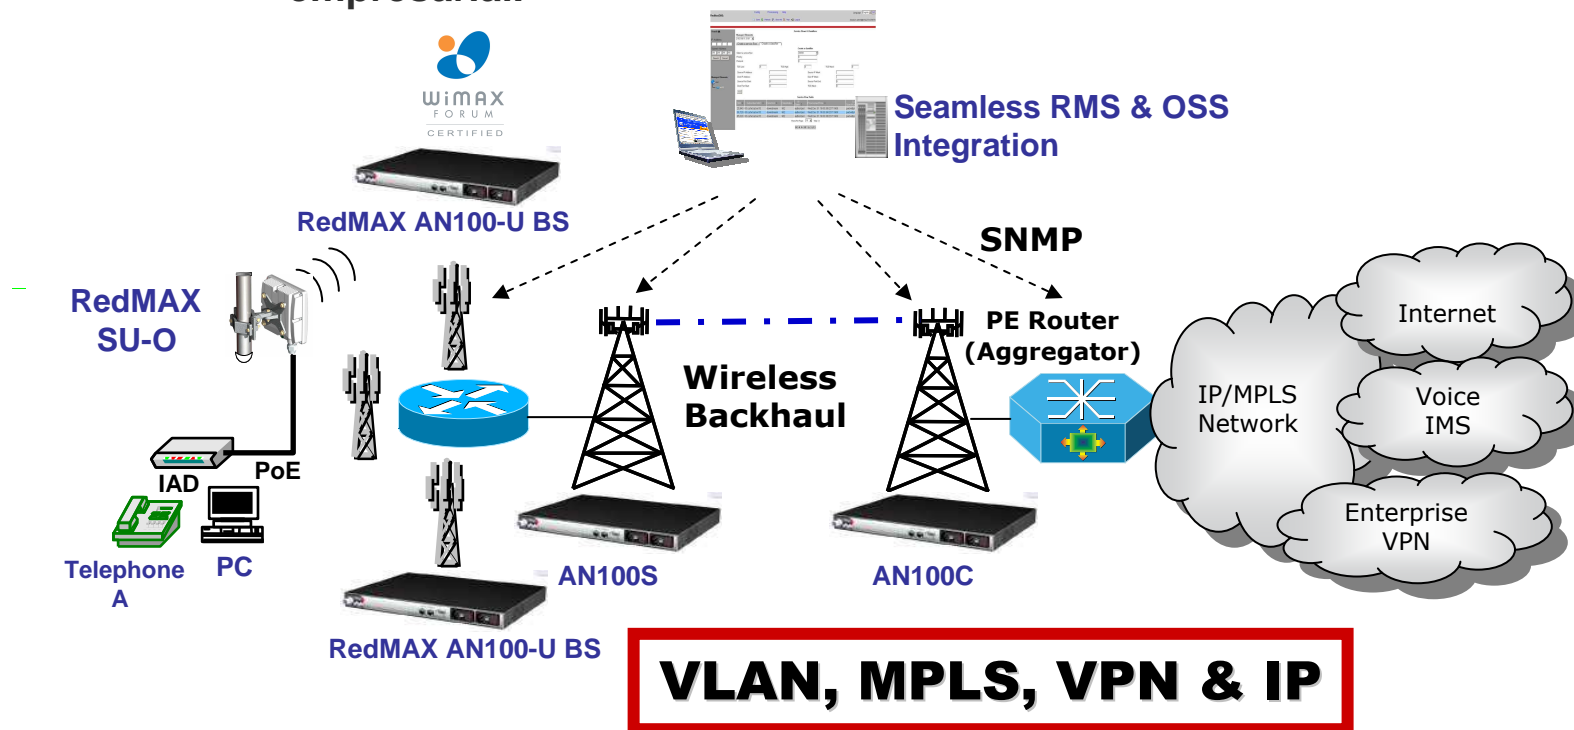 empresarial.
WiMAX
FORUM
CERTIFIED
Seamless RMS & OSS
Integration
RedMAX AN100-U BS
SNMP
RedMAX
SU-O
PE Router
(Aggregator)
Internet
Wireless
Backhaul
IP/MPLS
Network
Voice
IMS
IAD
PoE
Enterprise
VPN
Telephone
A
PC
AN100S
AN100C
RedMAX AN100-U BS
VLAN, MPLS, VPN & IP